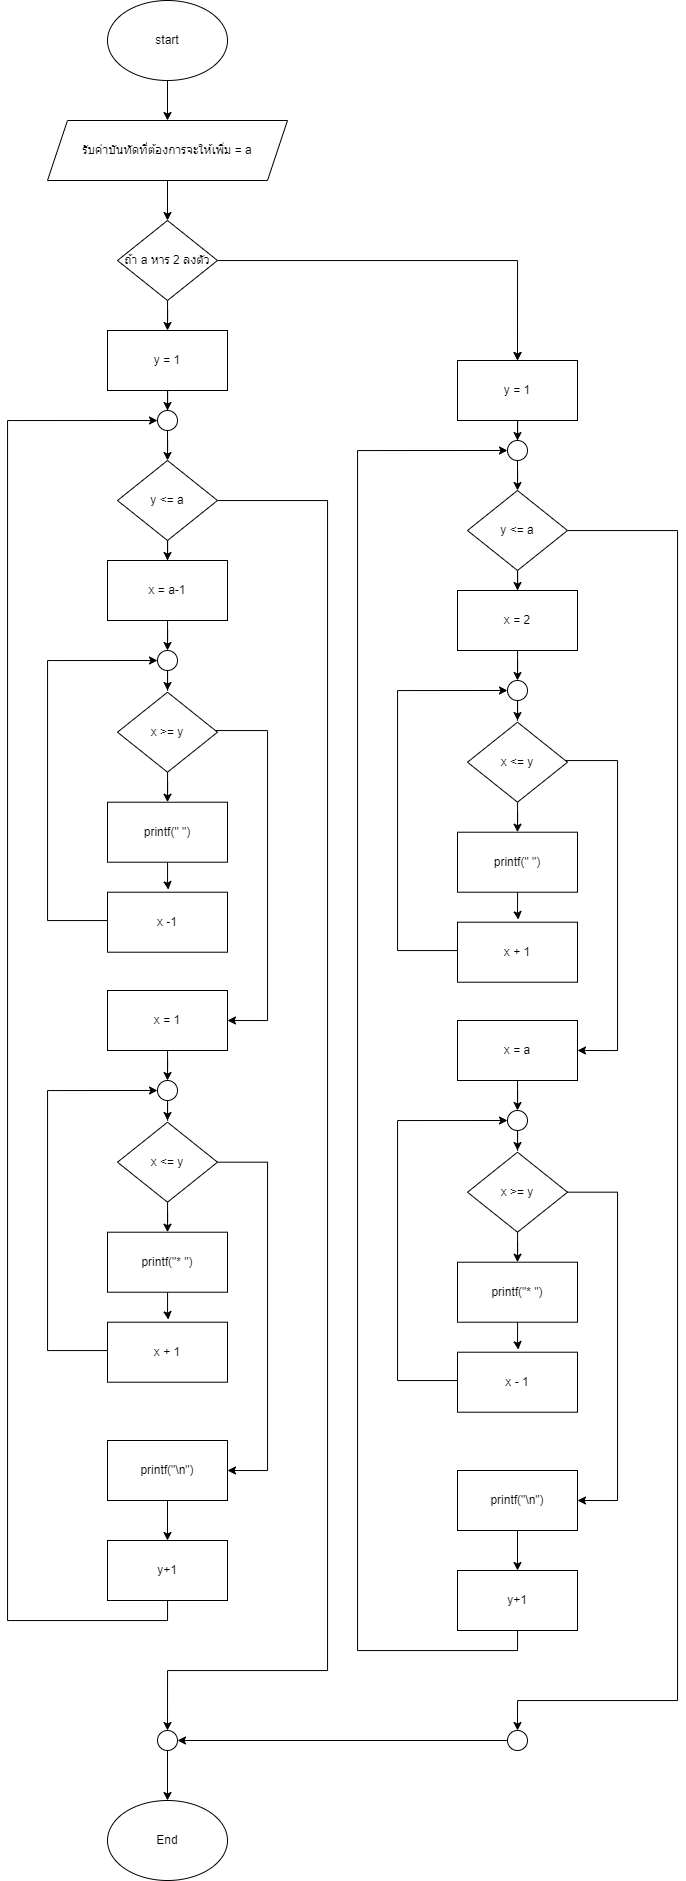 start
รับค่าบันทัดที่ต้องการจะให้เพิ่ม = a
ถ้า a หาร 2 ลงตัว
y = 1
y <= a
x = a-1
x >= y
printf(" ")
x -1
x = 1
x <= y
printf("* ")
x + 1
printf("\n")
y+1
y = 1
y <= a
x = 2
x <= y
printf(" ")
x + 1
x = a
x >= y
printf("* ")
x - 1
printf("\n")
y+1
End